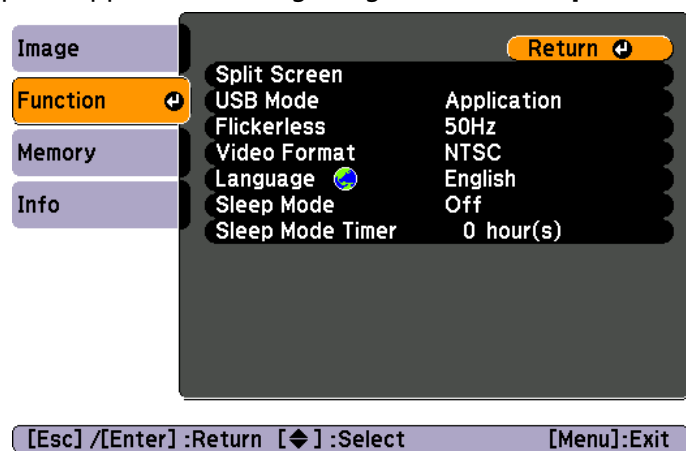 Image
Return
Split Screen
Function
USB Mode Application
Flickerless 50Hz
Memory
Video Format NTSC
Language English
Info
Sleep Mode Off
Sleep Mode Timer 0 hour(s)
[Esc] /[Enter] :Return [◆] :Select [Menu]:Exit